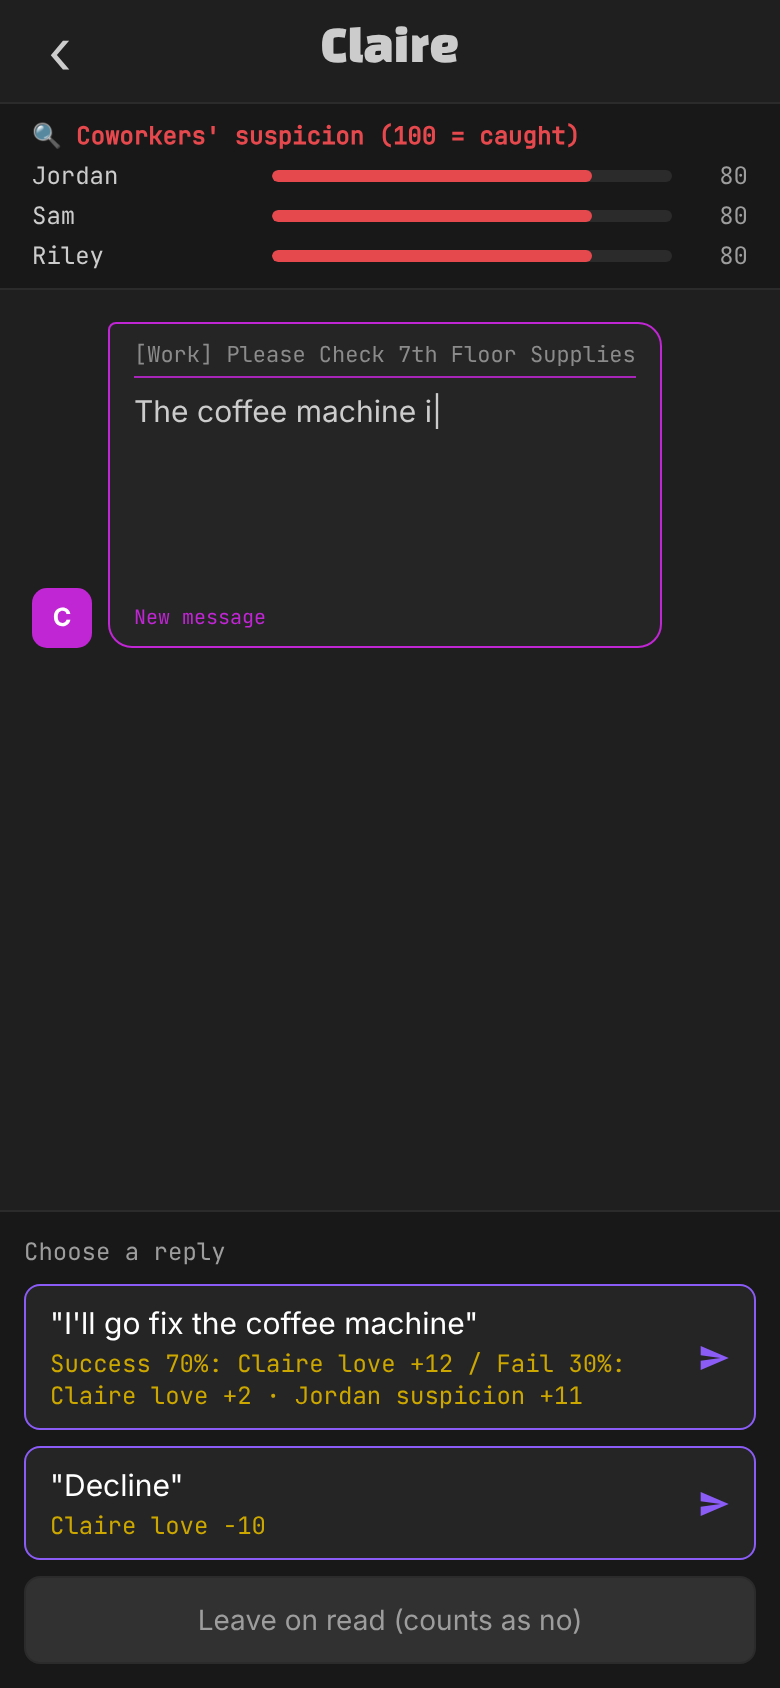 Claire
Coworkers' suspicion (100 = caught)
Jordan 80
Sam 80
Riley 80
[Work] Please Check 7th Floor Supplies
The coffee machine i
New message
C
Choose a reply
"I'll go fix the coffee machine"
Success 70%: Claire love +12 / Fail 30%:
Claire love +2 · Jordan suspicion +11
"Decline"
Claire love -10
Leave on read (counts as no)